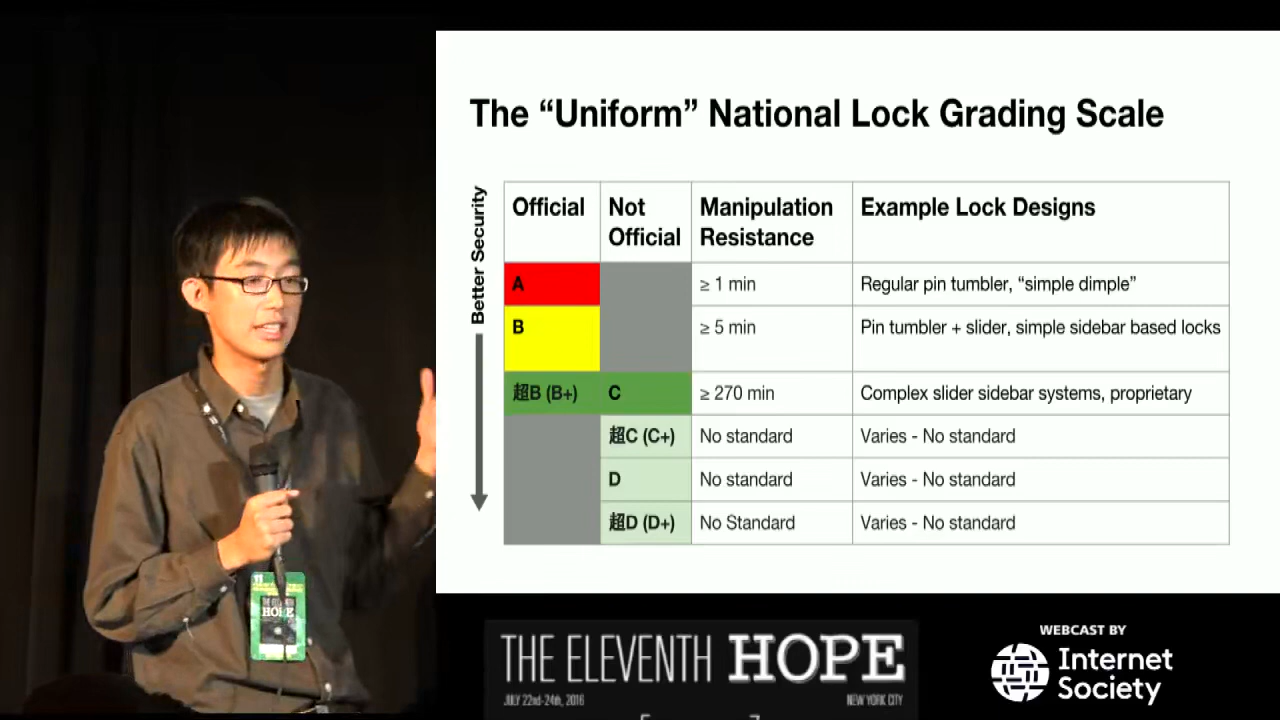 The “Uniform” National Lock Grading Scale
Better Security
Official
Not
Official
Manipulation
Resistance
Example Lock Designs
A
≥ 1 min
Regular pin tumbler, “simple dimple”
B
≥ 5 min
Pin tumbler + slider, simple sidebar based locks
超B (B+)
C
≥ 270 min
Complex slider sidebar systems, proprietary
超C (C+)
No standard
Varies - No standard
D
No standard
Varies - No standard
超D (D+)
No Standard
Varies - No standard
HOPE
THE ELEVENTH HOPE
JULY 22nd-24th, 2016
NEW YORK CITY
WEBCAST BY
Internet
Society